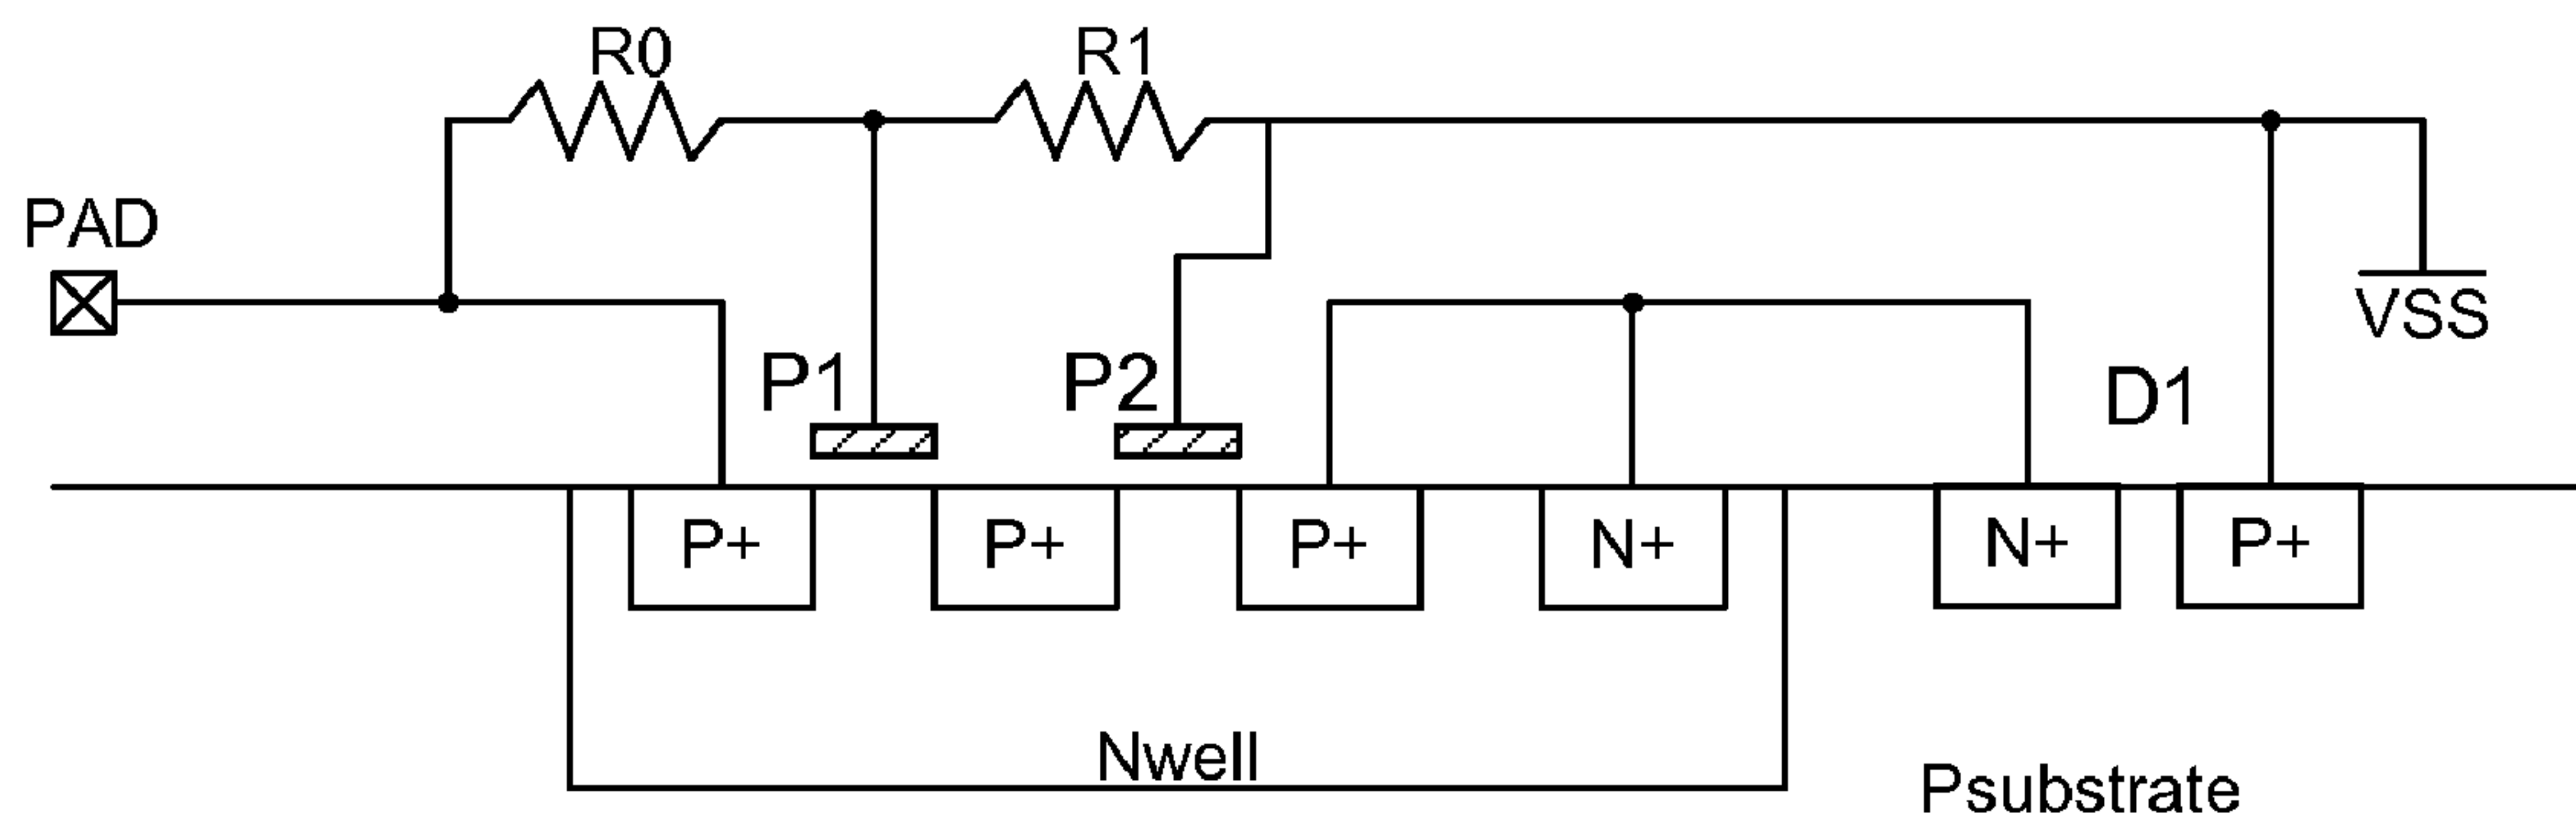 R0
R1
PAD
P1
P2
VSS
D1
P+
P+
P+
N+
N+
P+
Nwell
Psubstrate